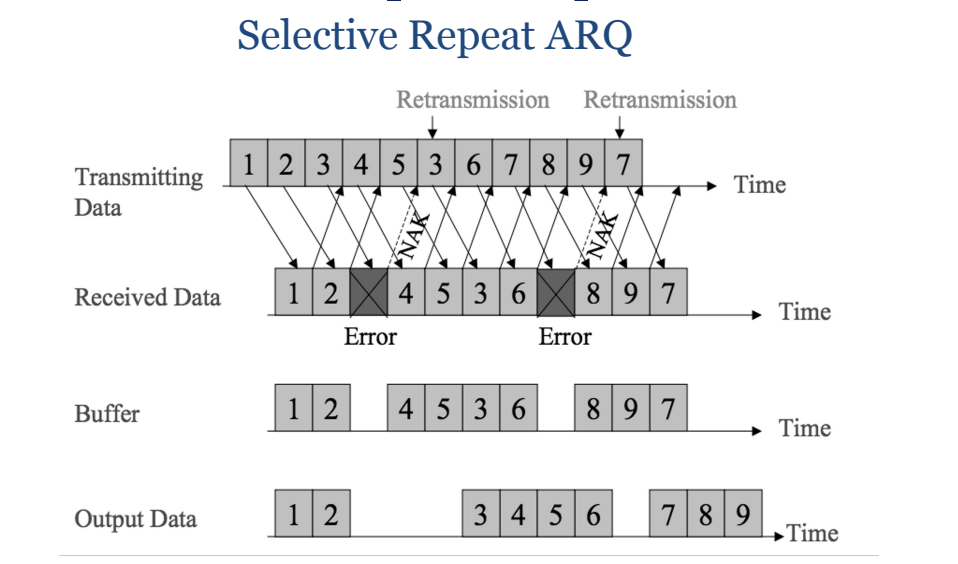 Selective Repeat ARQ
Retransmission Retransmission
1 2 3 4 5 3 6 7 8 9 7
Transmitting
Data
Time
NAK NAK
Received Data
1 2 4 5 3 6 8 9 7
Time
Error Error
Buffer
1 2 4 5 3 6 8 9 7
Time
Output Data
1 2 3 4 5 6 7 8 9
Time